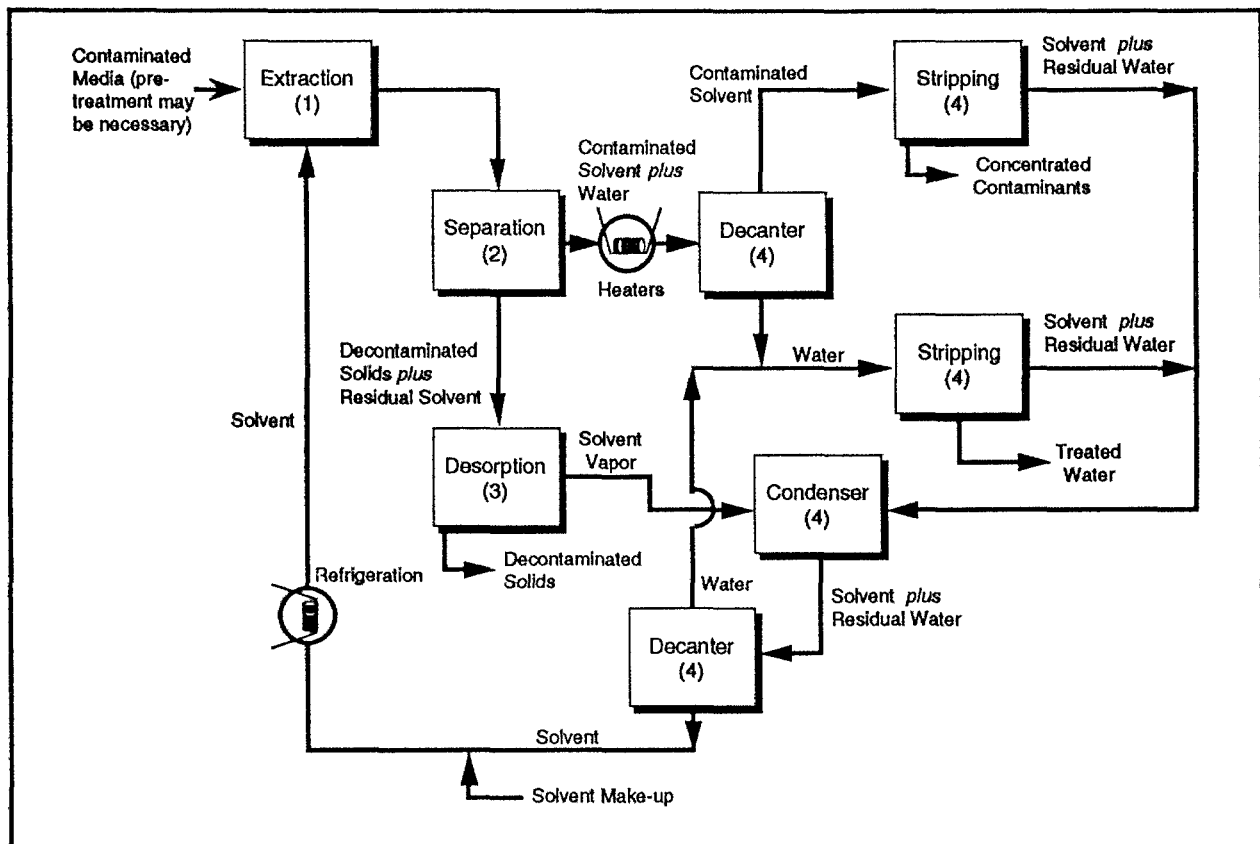 Contaminated
Media (pre-
treatment may
be necessary)
Extraction
(1)
Contaminated
Solvent
Stripping
(4)
Solvent plus
Residual Water
Concentrated
Contaminants
Separation
(2)
Contaminated
Solvent plus
Water
Heaters
Decanter
(4)
Decontaminated
Solids plus
Residual Solvent
Water
Stripping
(4)
Solvent plus
Residual Water
Treated
Water
Solvent
Desorption
(3)
Solvent
Vapor
Condenser
(4)
Decontaminated
Solids
Refrigeration
Water
Solvent plus
Residual Water
Decanter
(4)
Solvent
Solvent Make-up